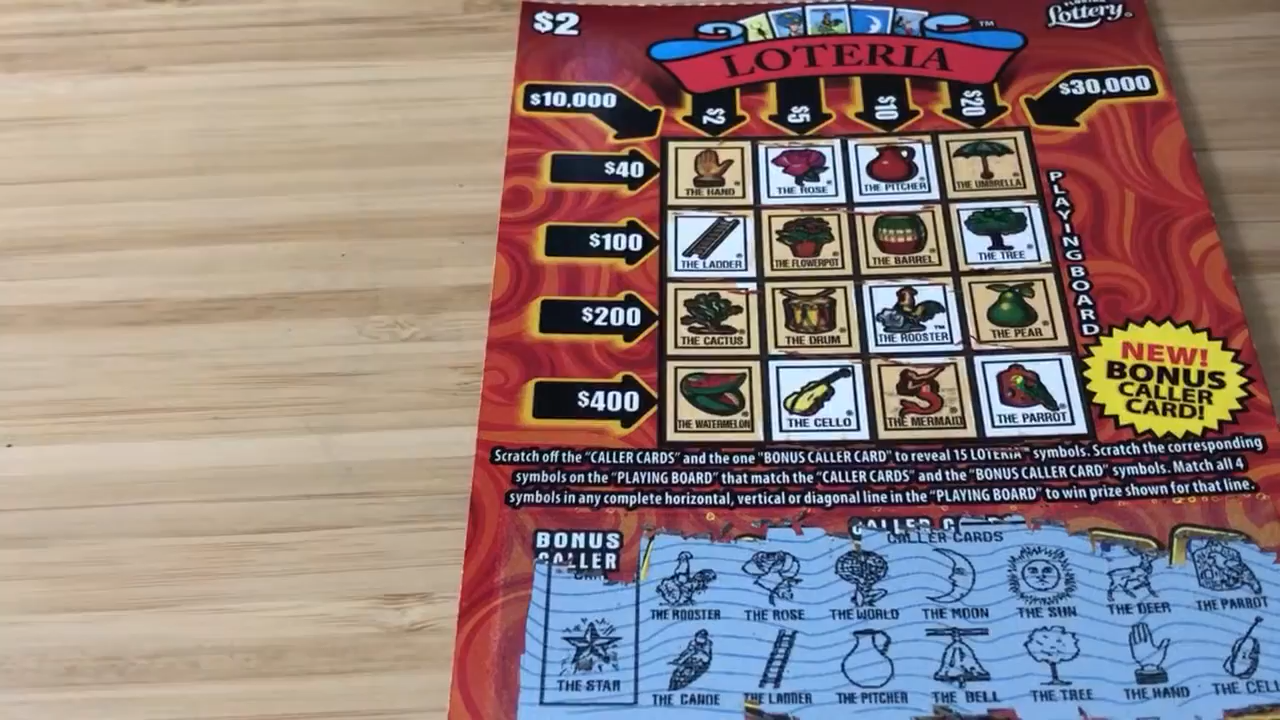 $2
Lottery
LOTERIA™
$10,000
$2 $5 $10 $20
$30,000
$40
THE HAND THE ROSE THE PITCHER THE UMBRELLA
$100
THE LADDER THE FLOWERPOT THE BARREL THE TREE
$200
THE CACTUS THE DRUM THE ROOSTER THE PEAR
$400
THE WATERMELON THE CELLO THE MERMAID THE PARROT
PLAYING BOARD
NEW!
BONUS
CALLER
CARD!
Scratch off the "CALLER CARDS" and the one "BONUS CALLER CARD" to reveal 15 LOTERIA™ symbols. Scratch the corresponding
symbols on the "PLAYING BOARD" that match the "CALLER CARDS" and the "BONUS CALLER CARD" symbols. Match all 4
symbols in any complete horizontal, vertical or diagonal line in the "PLAYING BOARD" to win prize shown for that line.
BONUS
CALLER
CALLER CARDS
THE ROOSTER THE ROSE THE WORLD THE MOON THE SUN THE DEER THE PARROT
THE STAR
THE CANOE THE LADDER THE PITCHER THE BELL THE TREE THE HAND THE CELL